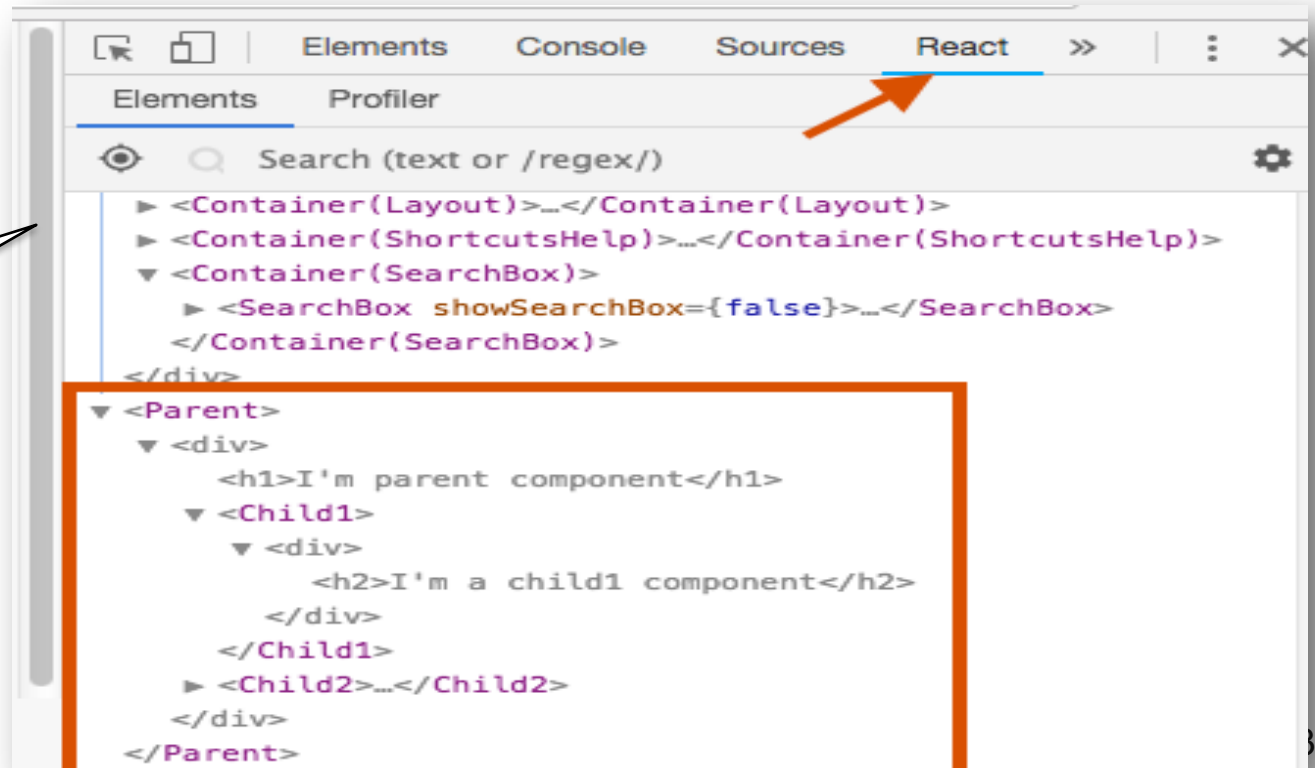 Elements Console Sources React »
Elements Profiler
Search (text or /regex/)
▶ <Container(Layout)>…</Container(Layout)>
▶ <Container(ShortcutsHelp)>…</Container(ShortcutsHelp)>
▼ <Container(SearchBox)>
▶ <SearchBox showSearchBox={false}>…</SearchBox>
</Container(SearchBox)>
</div>
▼ <Parent>
▼ <div>
<h1>I'm parent component</h1>
▼ <Child1>
▼ <div>
<h2>I'm a child1 component</h2>
</div>
</Child1>
▶ <Child2>…</Child2>
</div>
</Parent>